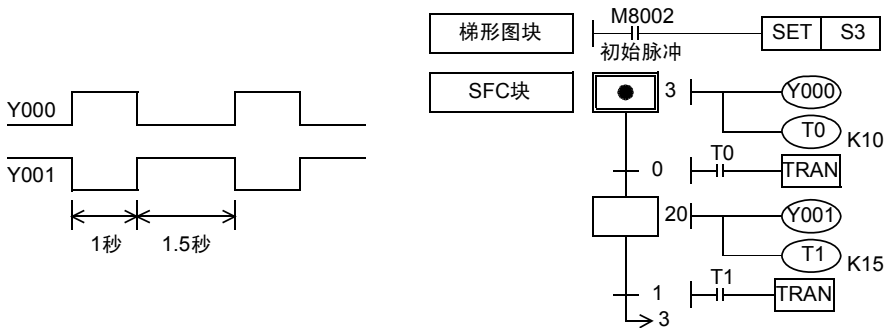 Y000
Y001
1秒 1.5秒
梯形图块 M8002 SET S3
初始脉冲
SFC块 3 Y000
T0 K10
0 T0 TRAN
20 Y001
T1 K15
1 T1 TRAN
3